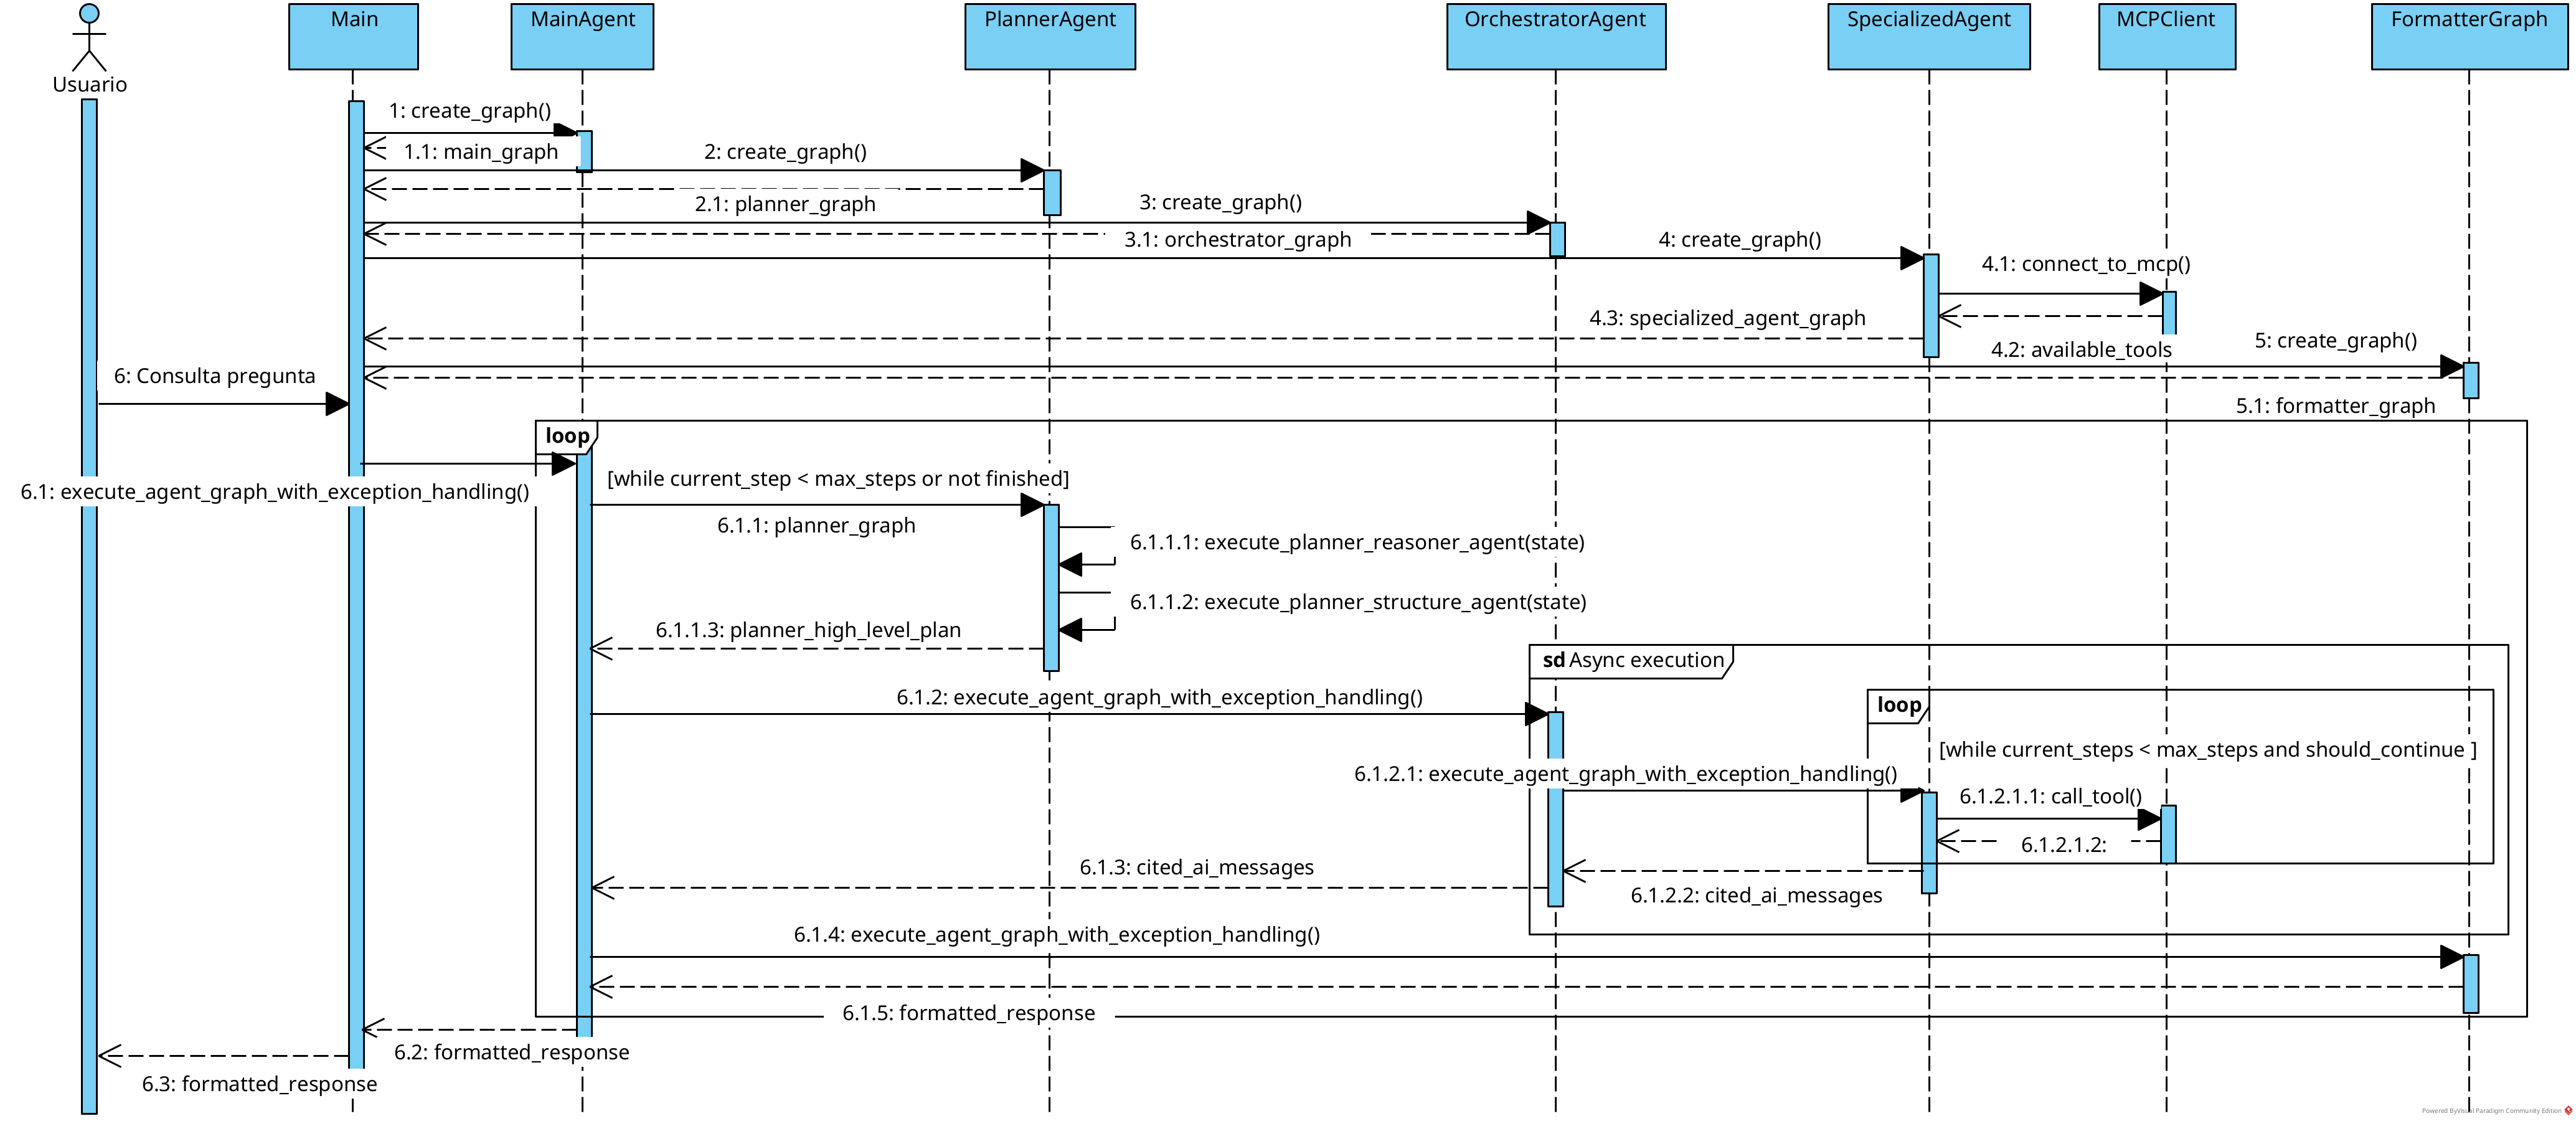 Usuario
Main
MainAgent
PlannerAgent
OrchestratorAgent
SpecializedAgent
MCPClient
FormatterGraph
1: create_graph()
1.1: main_graph
2: create_graph()
2.1: planner_graph
3: create_graph()
3.1: orchestrator_graph
4: create_graph()
4.1: connect_to_mcp()
4.3: specialized_agent_graph
4.2: available_tools
5: create_graph()
6: Consulta pregunta
5.1: formatter_graph
loop
[while current_step < max_steps or not finished]
6.1: execute_agent_graph_with_exception_handling()
6.1.1: planner_graph
6.1.1.1: execute_planner_reasoner_agent(state)
6.1.1.2: execute_planner_structure_agent(state)
6.1.1.3: planner_high_level_plan
sd Async execution
6.1.2: execute_agent_graph_with_exception_handling()
loop
[while current_steps < max_steps and should_continue ]
6.1.2.1: execute_agent_graph_with_exception_handling()
6.1.2.1.1: call_tool()
6.1.2.1.2:
6.1.3: cited_ai_messages
6.1.2.2: cited_ai_messages
6.1.4: execute_agent_graph_with_exception_handling()
6.1.5: formatted_response
6.2: formatted_response
6.3: formatted_response
Powered ByVisual Paradigm Community Edition